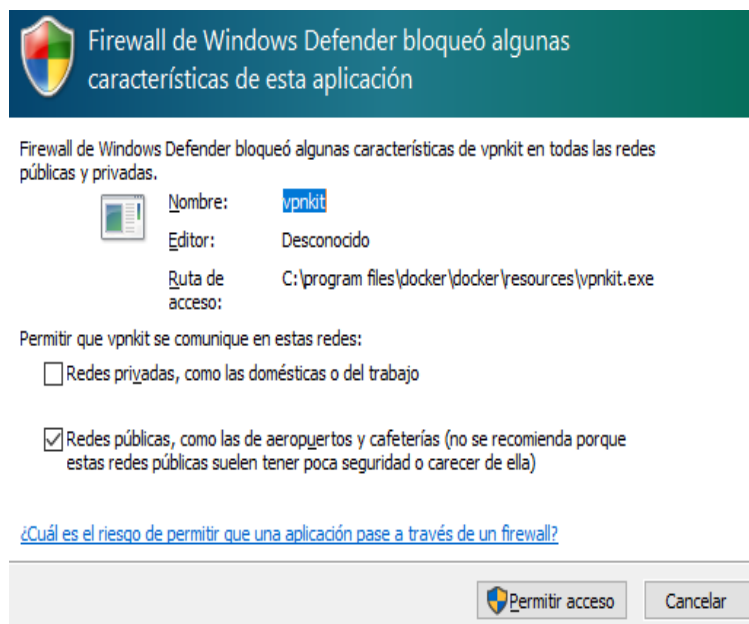 Firewall de Windows Defender bloqueó algunas
características de esta aplicación
Firewall de Windows Defender bloqueó algunas características de vpnkit en todas las redes
públicas y privadas.
Nombre: vpnkit
Editor: Desconocido
Ruta de acceso: C:\program files\docker\docker\resources\vpnkit.exe
Permitir que vpnkit se comunique en estas redes:
Redes privadas, como las domésticas o del trabajo
Redes públicas, como las de aeropuertos y cafeterías (no se recomienda porque
estas redes públicas suelen tener poca seguridad o carecer de ella)
¿Cuál es el riesgo de permitir que una aplicación pase a través de un firewall?
Permitir acceso
Cancelar